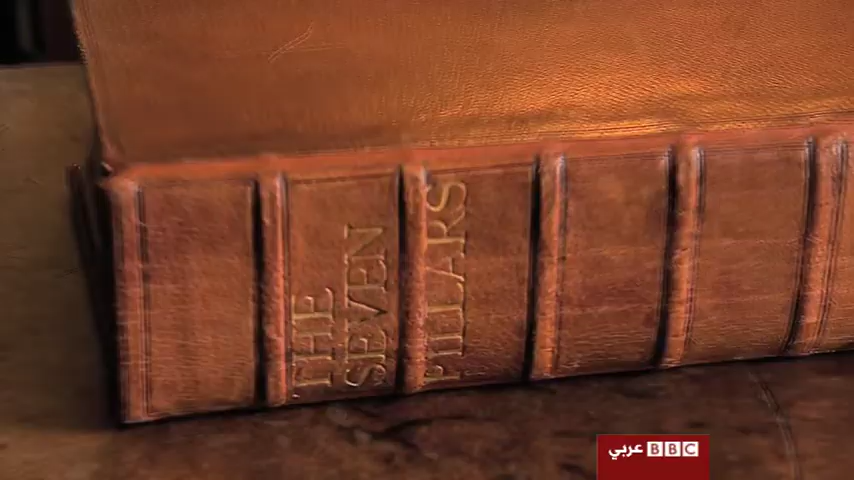 THE
SEVEN
PILLARS
BBC عربي